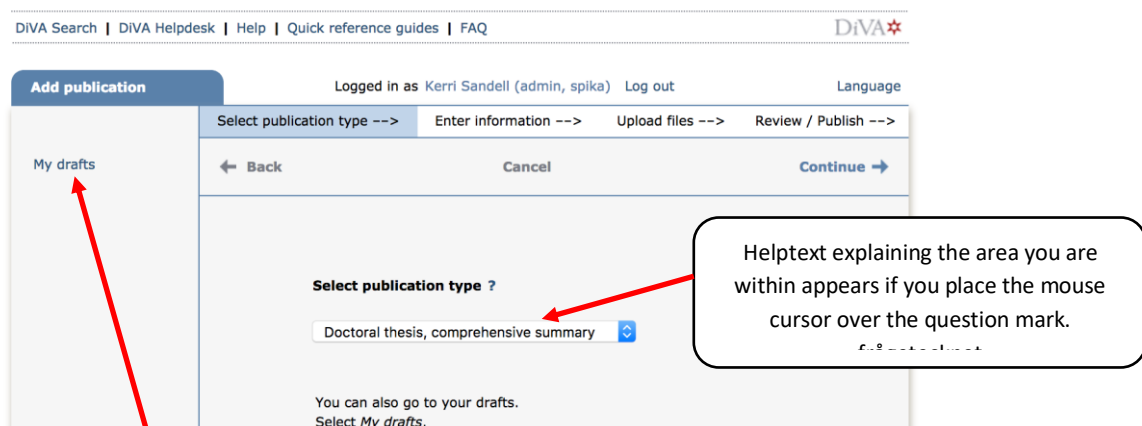 DiVA Search | DiVA Helpdesk | Help | Quick reference guides | FAQ DiVA
Add publication Logged in as Kerri Sandell (admin, spika) Log out Language
Select publication type --> Enter information --> Upload files --> Review / Publish -->
My drafts Back Cancel Continue
Helptext explaining the area you are
within appears if you place the mouse
cursor over the question mark.
Select publication type ?
Doctoral thesis, comprehensive summary
You can also go to your drafts.
Select My drafts.